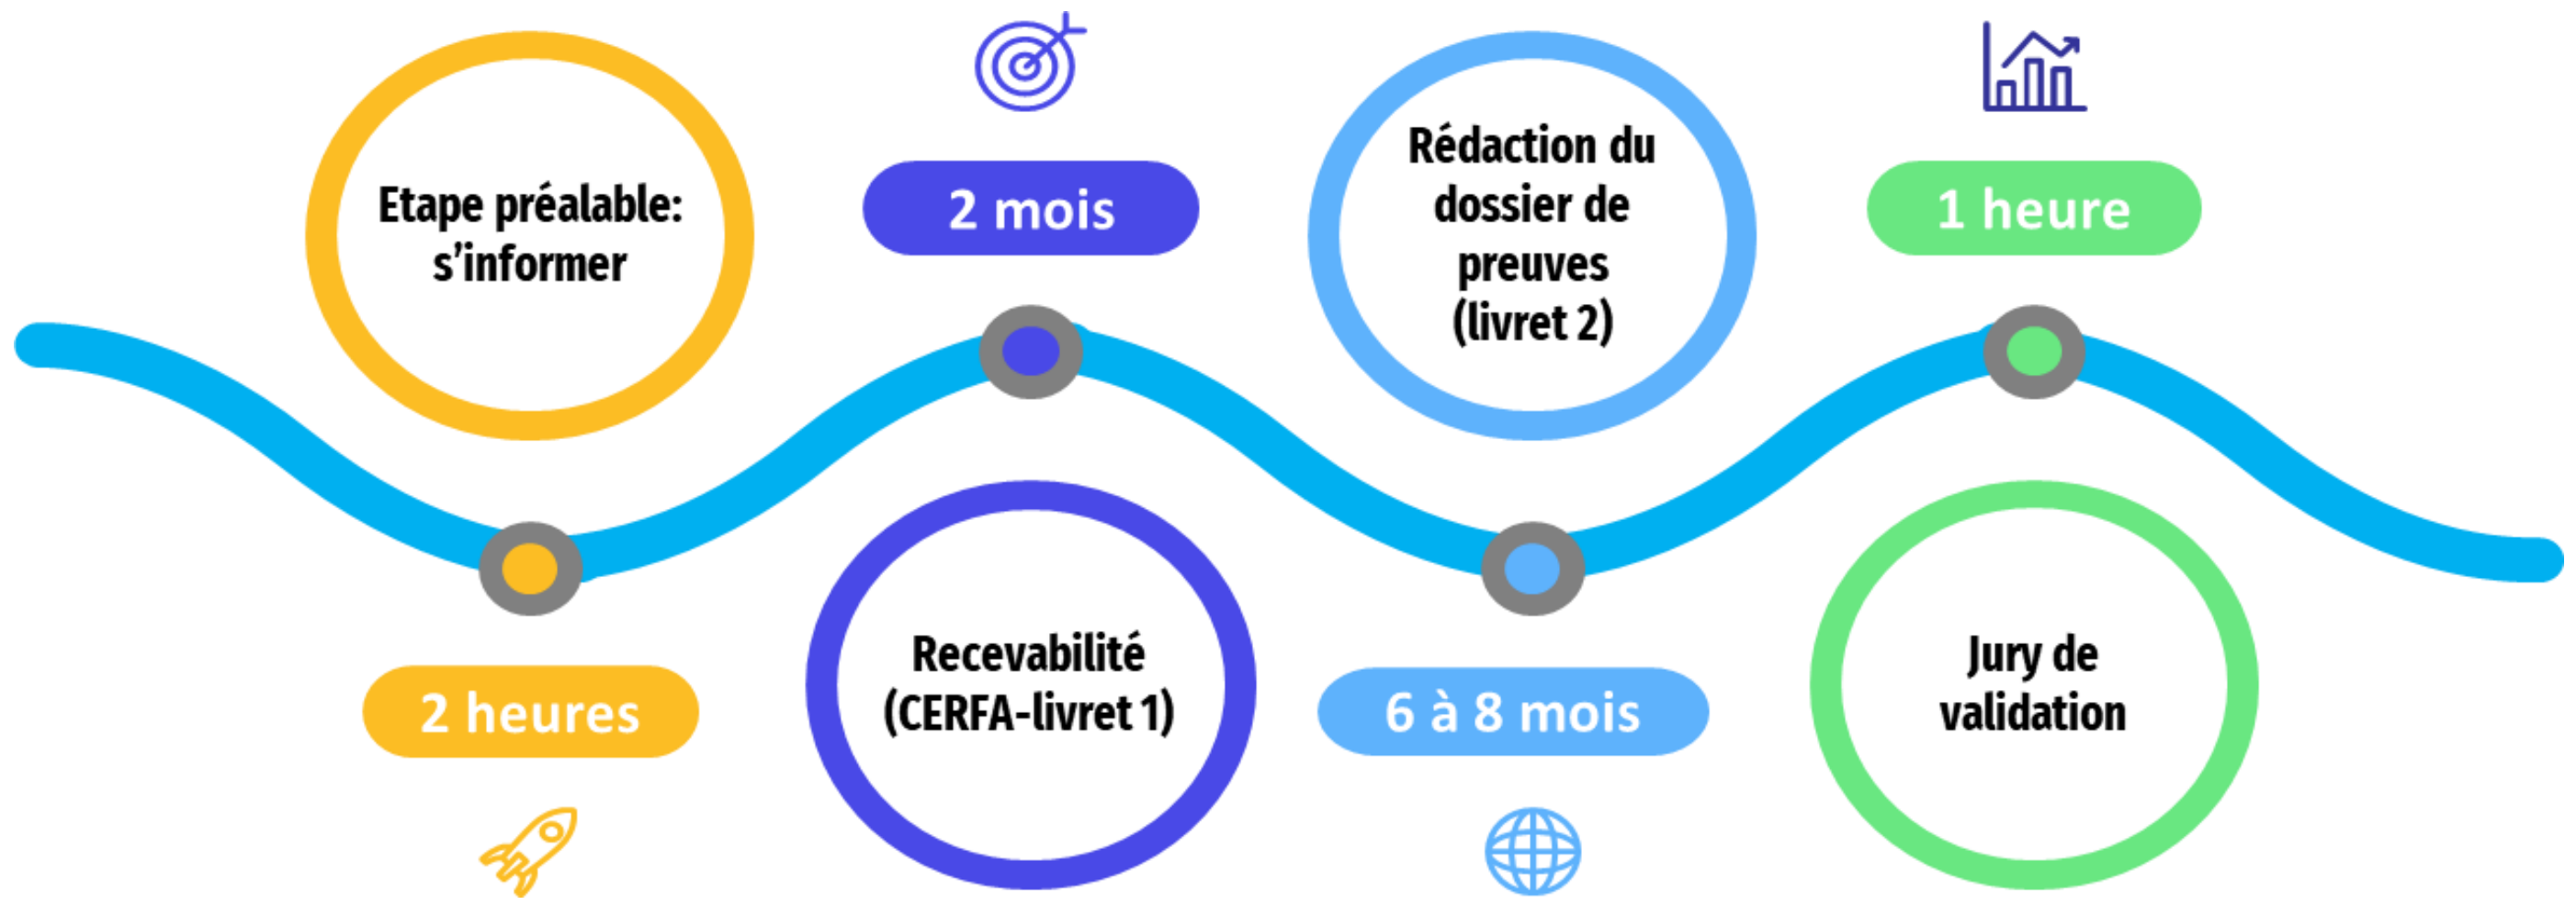 Etape préalable:
s’informer
2 heures
2 mois
Recevabilité
(CERFA-livret 1)
Rédaction du
dossier de
preuves
(livret 2)
6 à 8 mois
1 heure
Jury de
validation